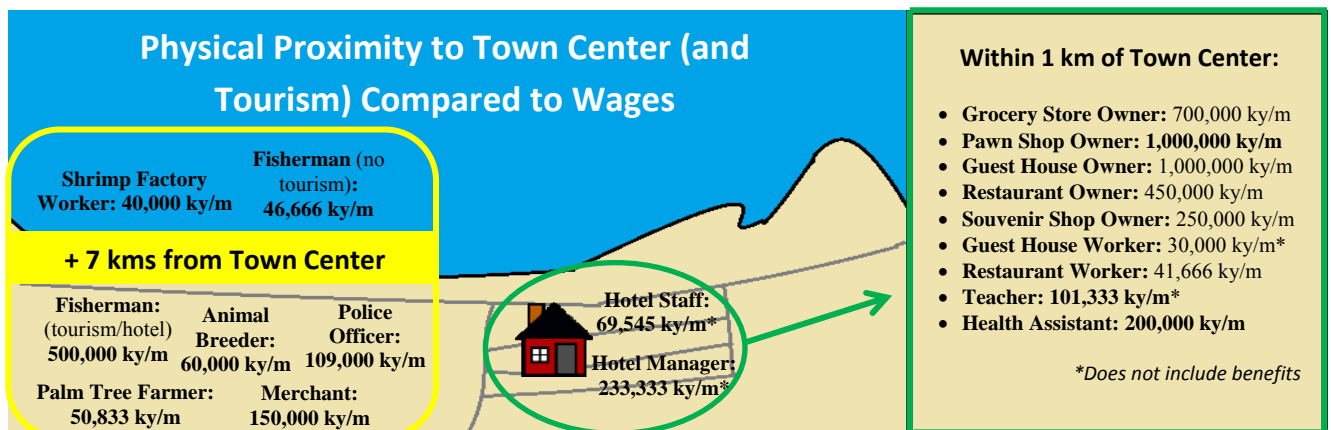 Physical Proximity to Town Center (and
Tourism) Compared to Wages
Shrimp Factory
Worker: 40,000 ky/m
Fisherman (no
tourism):
46,666 ky/m
+ 7 kms from Town Center
Fisherman:
(tourism/hotel)
500,000 ky/m
Animal
Breeder:
60,000 ky/m
Police
Officer:
109,000 ky/m
Palm Tree Farmer:
50,833 ky/m
Merchant:
150,000 ky/m
Hotel Staff:
69,545 ky/m*
Hotel Manager:
233,333 ky/m*
Within 1 km of Town Center:
• Grocery Store Owner: 700,000 ky/m
• Pawn Shop Owner: 1,000,000 ky/m
• Guest House Owner: 1,000,000 ky/m
• Restaurant Owner: 450,000 ky/m
• Souvenir Shop Owner: 250,000 ky/m
• Guest House Worker: 30,000 ky/m*
• Restaurant Worker: 41,666 ky/m
• Teacher: 101,333 ky/m*
• Health Assistant: 200,000 ky/m
*Does not include benefits